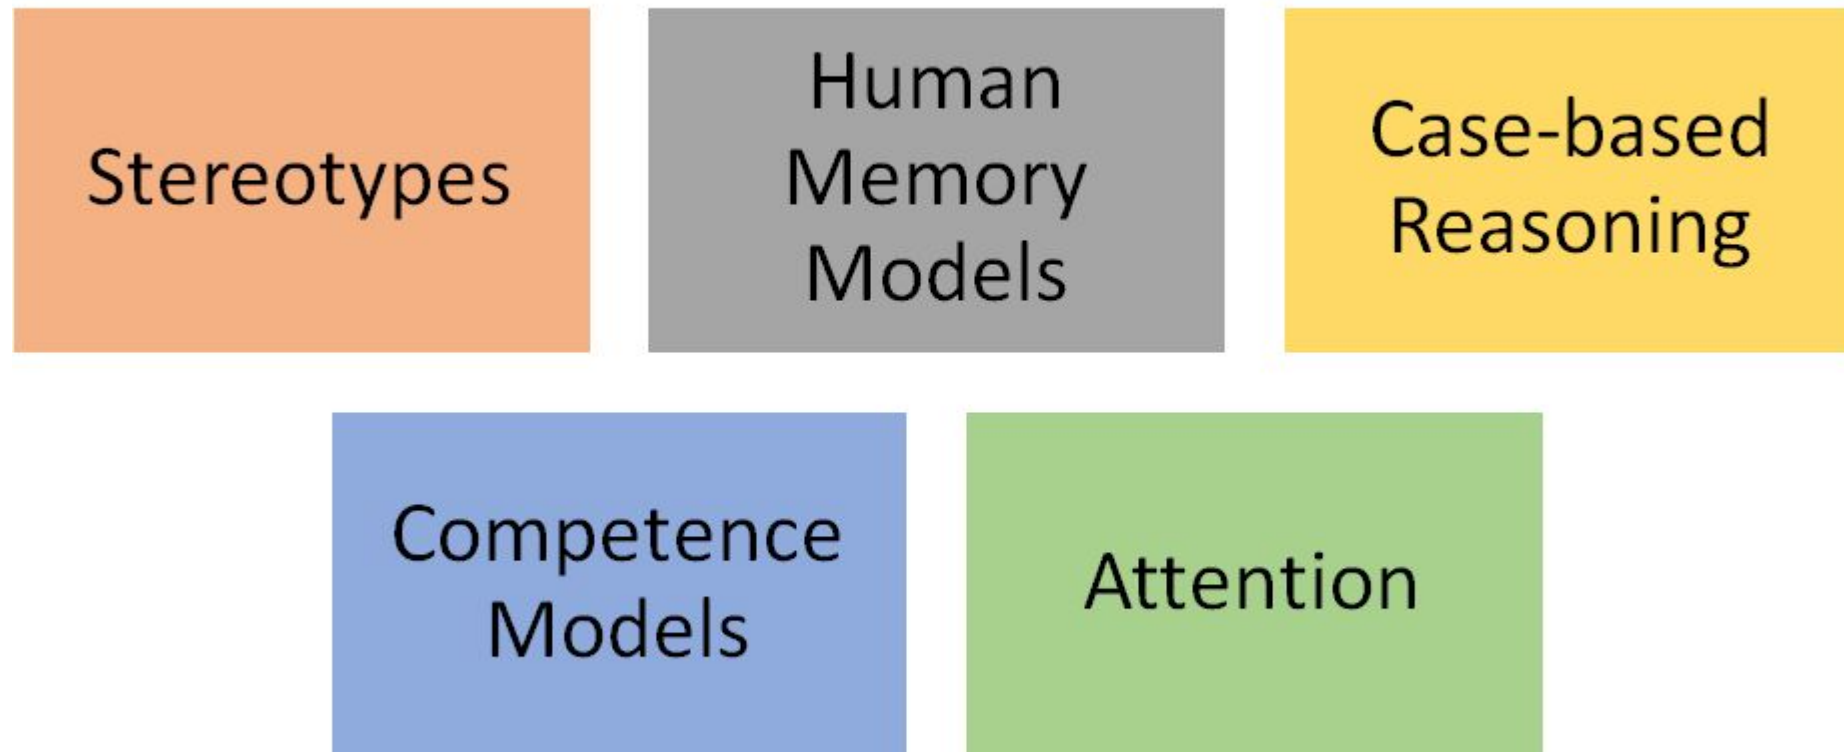 Stereotypes
Human
Memory
Models
Case-based
Reasoning
Competence
Models
Attention